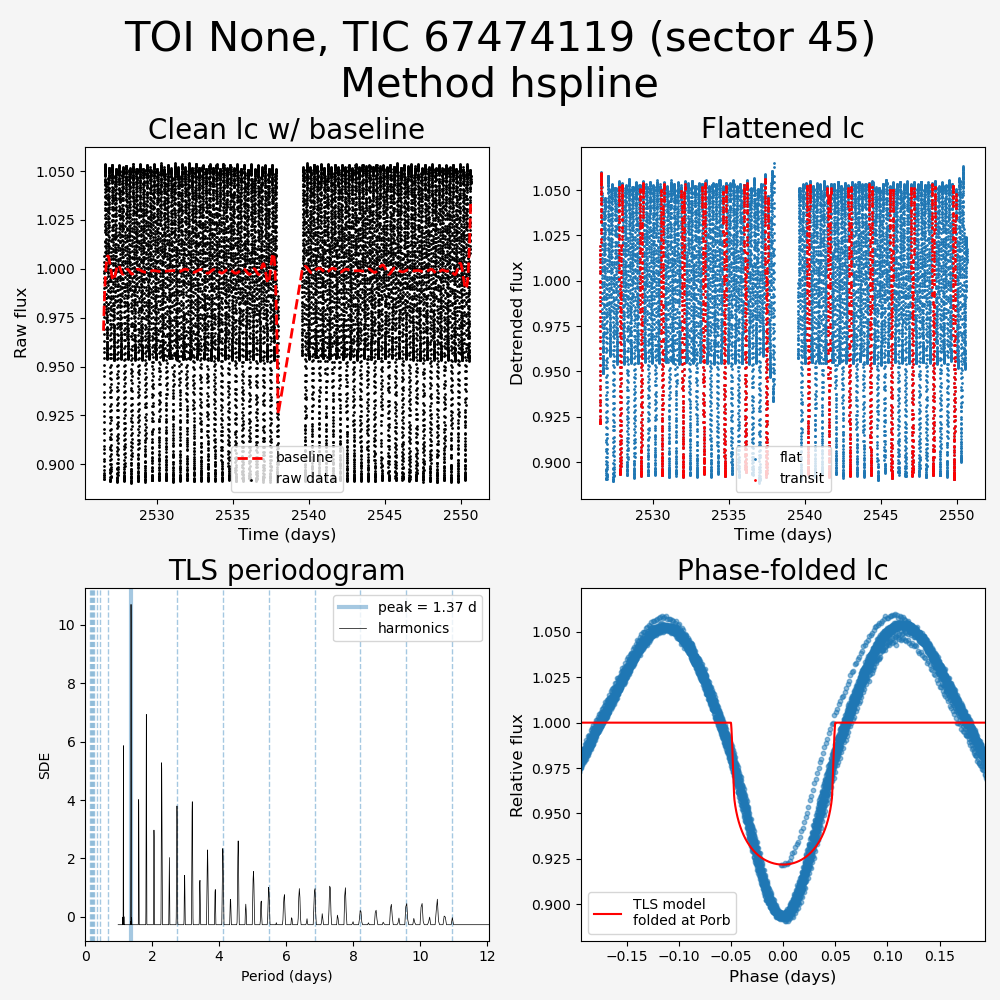 TOI None, TIC 67474119 (sector 45)
Method hspline
Clean lc w/ baseline
Flattened lc
1.050
1.025
1.000
0.975
0.950
0.925
0.900
Raw flux
baseline
raw data
2530
2535
2540
2545
2550
Time (days)
1.050
1.025
1.000
0.975
0.950
0.925
0.900
Detrended flux
flat
transit
2530
2535
2540
2545
2550
Time (days)
TLS periodogram
Phase-folded lc
10
8
6
4
2
0
SDE
peak = 1.37 d
harmonics
0
2
4
6
8
10
12
Period (days)
1.050
1.025
1.000
0.975
0.950
0.925
0.900
Relative flux
TLS model
folded at Porb
−0.15
−0.10
−0.05
0.00
0.05
0.10
0.15
Phase (days)